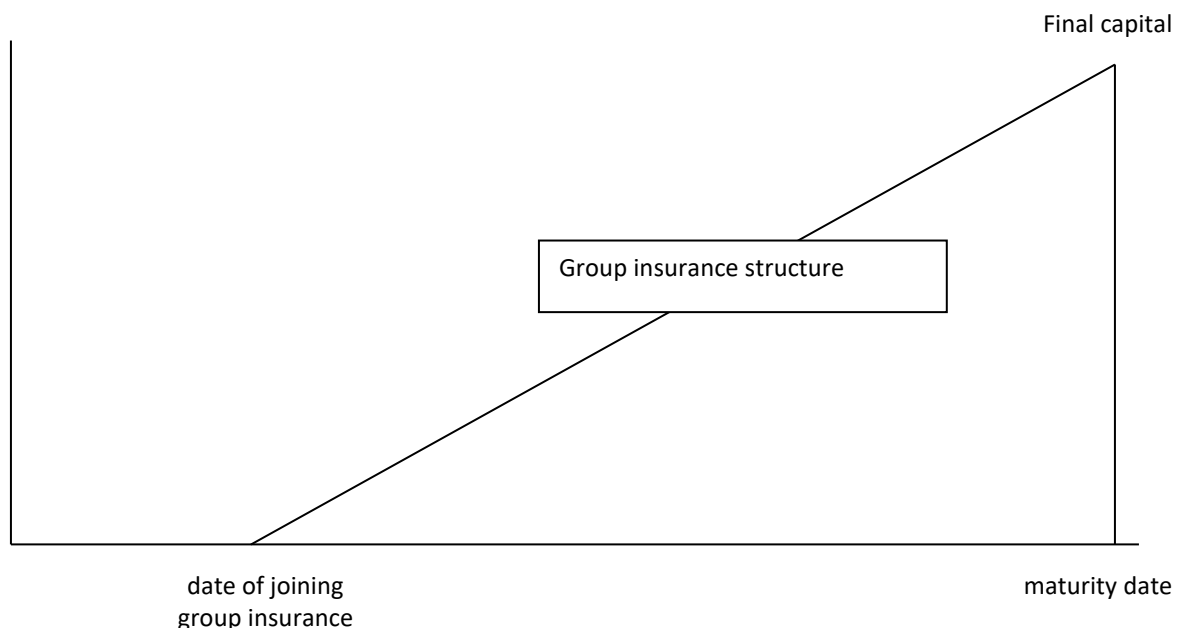 Final capital
Group insurance structure
date of joining
group insurance
maturity date